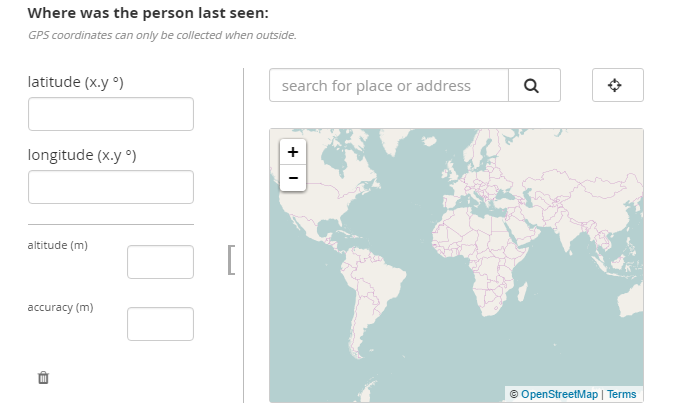 Where was the person last seen:
GPS coordinates can only be collected when outside.
latitude (x.y °)
search for place or address
longitude (x.y °)
+
−
altitude (m)
accuracy (m)
© OpenStreetMap | Terms